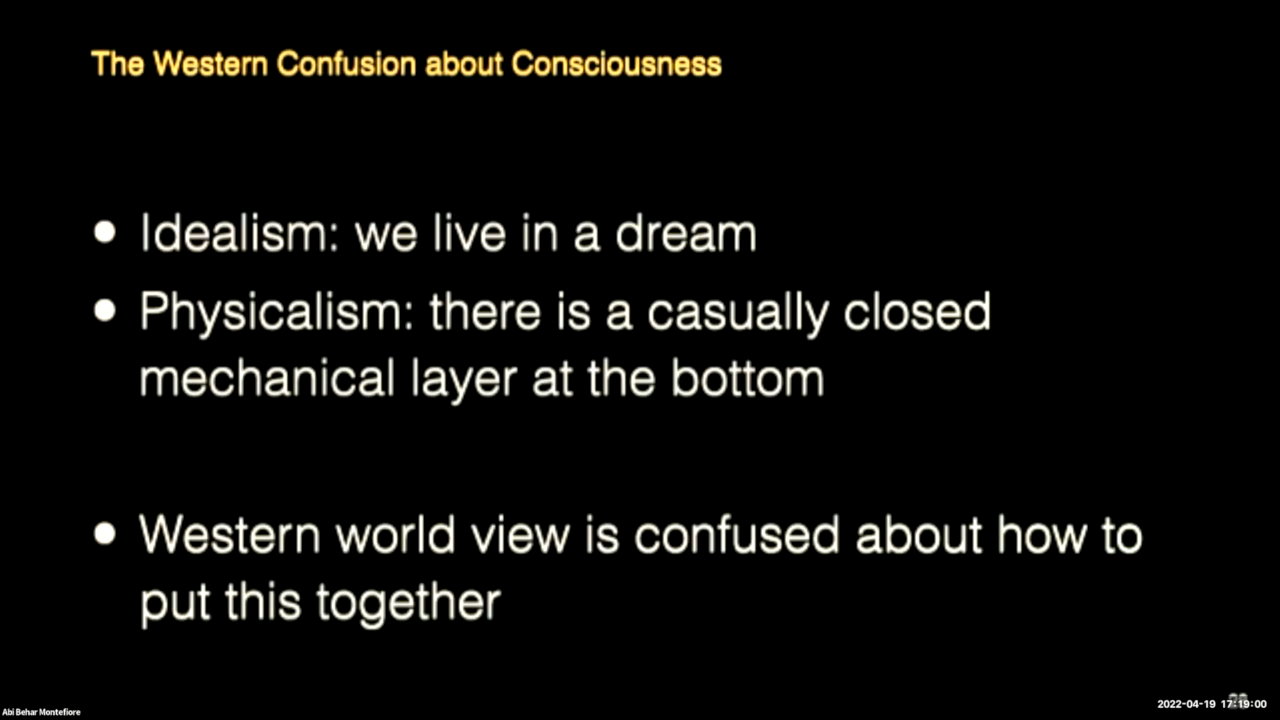 The Western Confusion about Consciousness
• Idealism: we live in a dream
• Physicalism: there is a casually closed
mechanical layer at the bottom
• Western world view is confused about how to
put this together
Abi Behar Montefiore
2022-04-19 17:19:00